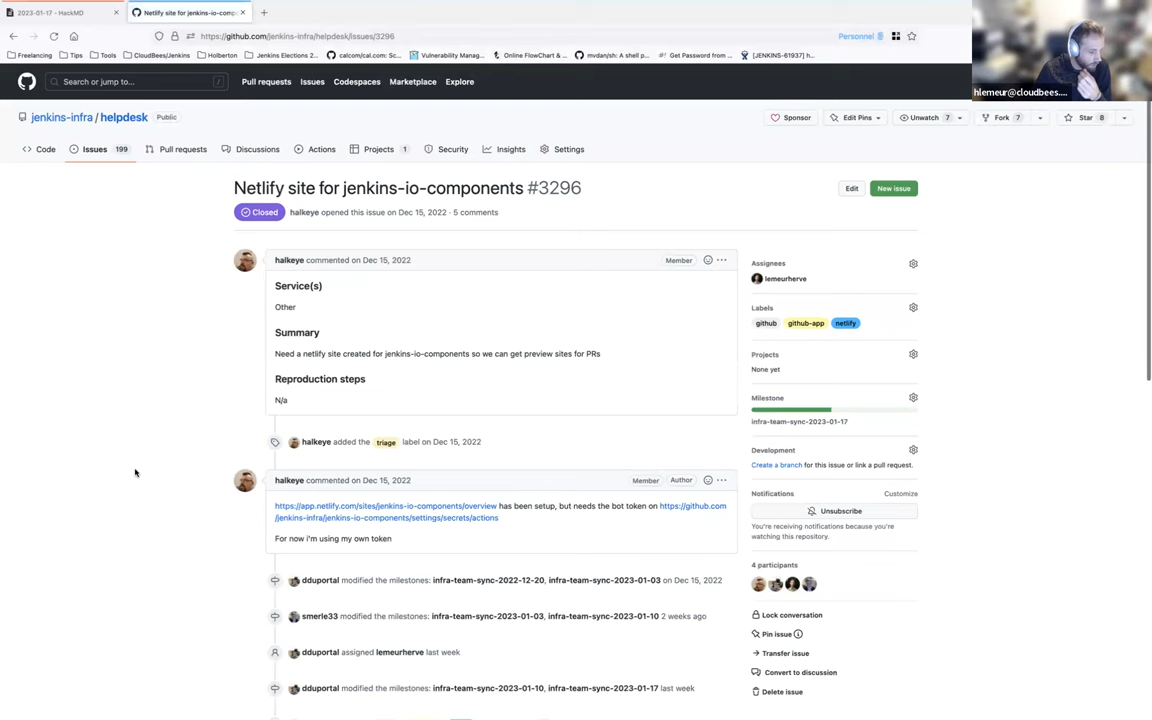 2023-01-17 - HackMD
Netlify site for jenkins-io-comp
https://github.com/jenkins-infra/helpdesk/issues/3296
Personnel
Freelancing
Tips
Tools
CloudBees/Jenkins
Holberton
Jenkins Elections 2...
calcom/cal.com: Sc...
Vulnerability Manag...
Online FlowChart & ...
mvdan/sh: A shell p...
Get Password from ...
[JENKINS-61937] h...
hlemeur@cloudbees....
Search or jump to...
/
Pull requests
Issues
Codespaces
Marketplace
Explore
jenkins-infra / helpdesk
Public
Sponsor
Edit Pins
Unwatch 7
Fork 7
Star 8
Code
Issues 199
Pull requests
Discussions
Actions
Projects 1
Security
Insights
Settings
Netlify site for jenkins-io-components #3296
Edit
New issue
Closed
halkeye opened this issue on Dec 15, 2022 · 5 comments
halkeye commented on Dec 15, 2022
Member
Service(s)
Other
Summary
Need a netlify site created for jenkins-io-components so we can get preview sites for PRs
Reproduction steps
N/a
halkeye added the triage label on Dec 15, 2022
halkeye commented on Dec 15, 2022
Member
Author
https://app.netlify.com/sites/jenkins-io-components/overview has been setup, but needs the bot token on https://github.com
/jenkins-infra/jenkins-io-components/settings/secrets/actions
For now i'm using my own token
dduportal modified the milestones: infra-team-sync-2022-12-20, infra-team-sync-2023-01-03 on Dec 15, 2022
smerle33 modified the milestones: infra-team-sync-2023-01-03, infra-team-sync-2023-01-10 2 weeks ago
dduportal assigned lemeurherve last week
dduportal modified the milestones: infra-team-sync-2023-01-10, infra-team-sync-2023-01-17 last week
Assignees
lemeurherve
Labels
github
github-app
netlify
Projects
None yet
Milestone
infra-team-sync-2023-01-17
Development
Create a branch for this issue or link a pull request.
Notifications
Customize
Unsubscribe
You're receiving notifications because you're
watching this repository.
4 participants
Lock conversation
Pin issue
Transfer issue
Convert to discussion
Delete issue